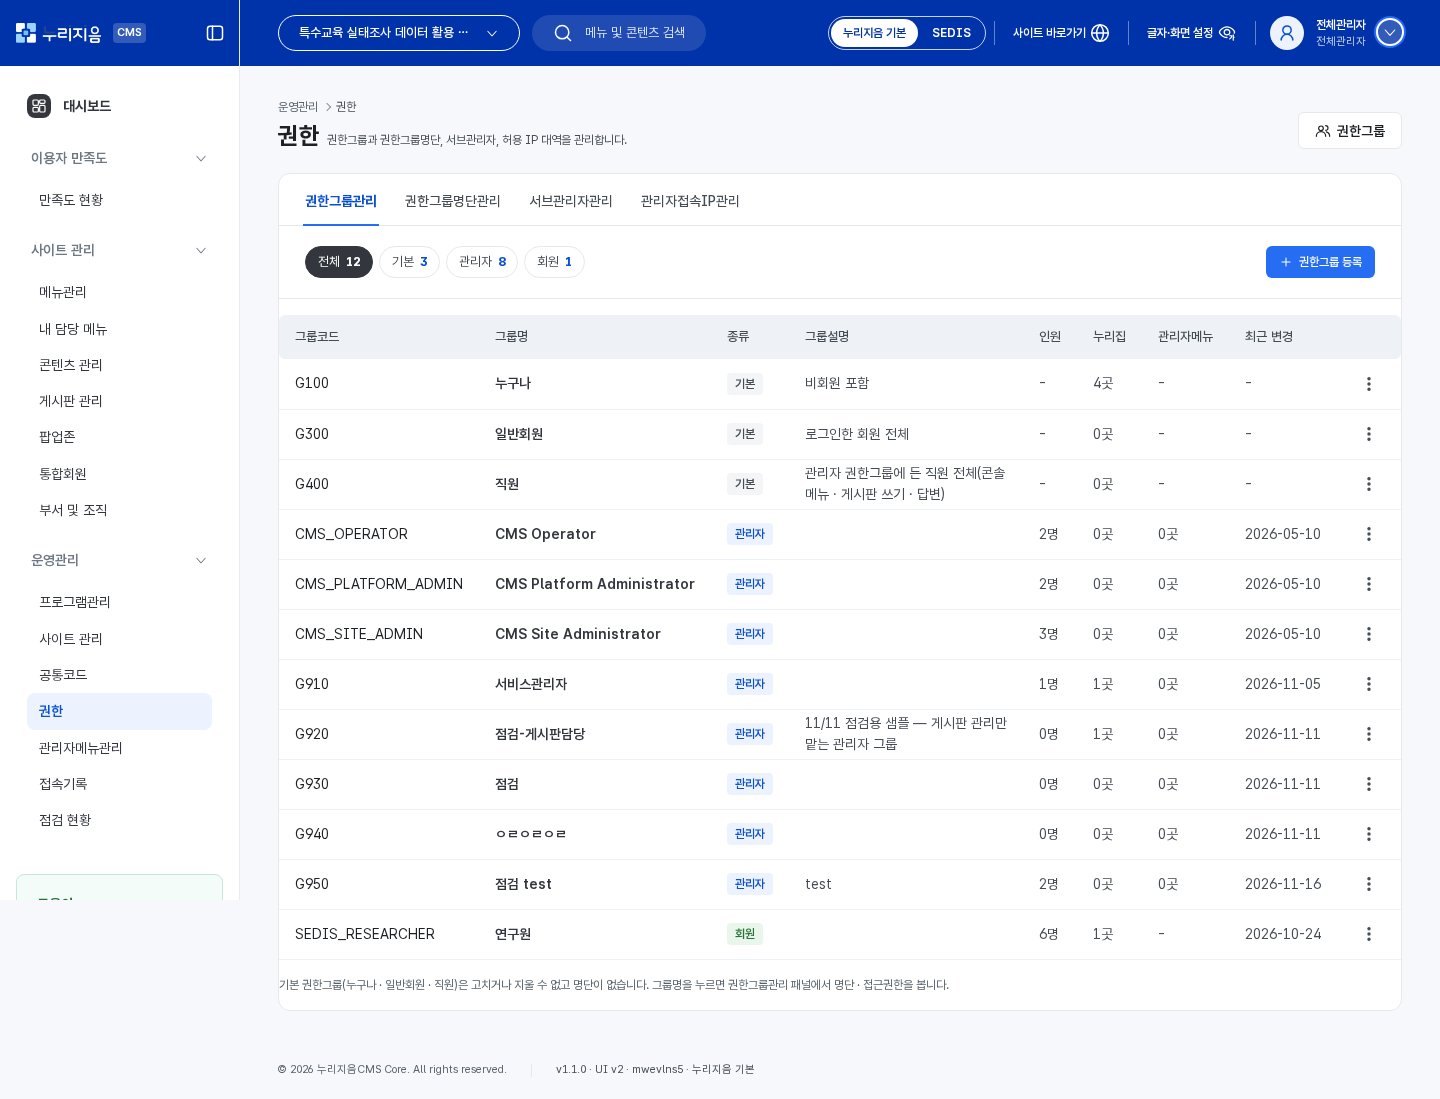 누리지음 CMS
특수교육 실태조사 데이터 활용 ···
메뉴 및 콘텐츠 검색
누리지음 기본 SEDIS
사이트 바로가기
글자·화면 설정
전체관리자
전체관리자
대시보드
이용자 만족도
만족도 현황
사이트 관리
메뉴관리
내 담당 메뉴
콘텐츠 관리
게시판 관리
팝업존
통합회원
부서 및 조직
운영관리
프로그램관리
사이트 관리
공통코드
권한
관리자메뉴관리
접속기록
점검 현황
운영관리 > 권한
권한 권한그룹과 권한그룹명단, 서브관리자, 허용 IP 대역을 관리합니다.
권한그룹
권한그룹관리 권한그룹명단관리 서브관리자관리 관리자접속IP관리
전체 12 기본 3 관리자 8 회원 1
+ 권한그룹 등록
그룹코드 그룹명 종류 그룹설명 인원 누리집 관리자메뉴 최근 변경
G100 누구나 기본 비회원 포함 - 4곳 - -
G300 일반회원 기본 로그인한 회원 전체 - 0곳 - -
G400 직원 기본 관리자 권한그룹에 든 직원 전체(콘솔
메뉴 · 게시판 쓰기 · 답변) - 0곳 - -
CMS_OPERATOR CMS Operator 관리자 2명 0곳 0곳 2026-05-10
CMS_PLATFORM_ADMIN CMS Platform Administrator 관리자 2명 0곳 0곳 2026-05-10
CMS_SITE_ADMIN CMS Site Administrator 관리자 3명 0곳 0곳 2026-05-10
G910 서비스관리자 관리자 1명 1곳 0곳 2026-11-05
G920 점검-게시판담당 관리자 11/11 점검용 샘플 — 게시판 관리만
맡는 관리자 그룹 0명 1곳 0곳 2026-11-11
G930 점검 관리자 0명 0곳 0곳 2026-11-11
G940 ㅇㄹㅇㄹㅇㄹ 관리자 0명 0곳 0곳 2026-11-11
G950 점검 test 관리자 test 2명 0곳 0곳 2026-11-16
SEDIS_RESEARCHER 연구원 회원 6명 1곳 - 2026-10-24
기본 권한그룹(누구나 · 일반회원 · 직원)은 고치거나 지울 수 없고 명단이 없습니다. 그룹명을 누르면 권한그룹관리 패널에서 명단 · 접근권한을 봅니다.
© 2026 누리지음CMS Core. All rights reserved.
v1.1.0 · UI v2 · mwevlns5 · 누리지음 기본